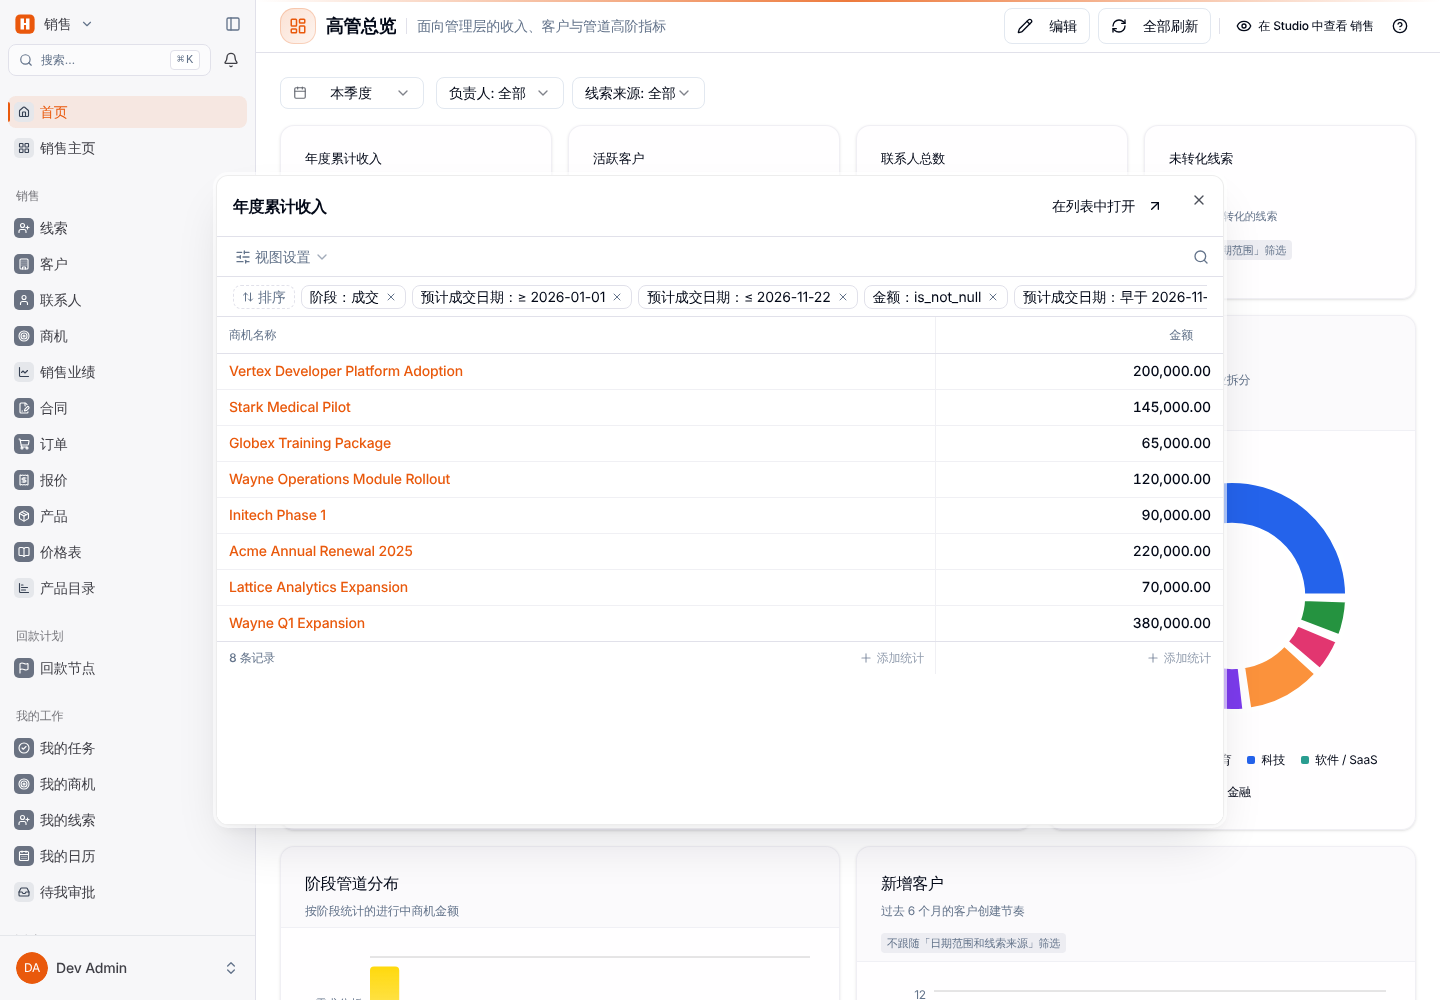 销售
搜索...
⌘K
首页
销售主页
销售
线索
客户
联系人
商机
销售业绩
合同
订单
报价
产品
价格表
产品目录
回款计划
回款节点
我的工作
我的任务
我的商机
我的线索
我的日历
待我审批
DA
Dev Admin
高管总览
面向管理层的收入、客户与管道高阶指标
编辑
全部刷新
在 Studio 中查看 销售
本季度
负责人: 全部
线索来源: 全部
年度累计收入
活跃客户
联系人总数
未转化线索
转化的线索
期范围」筛选
年度累计收入
在列表中打开
视图设置
排序
阶段：成交
预计成交日期：≥ 2026-01-01
预计成交日期：≤ 2026-11-22
金额：is_not_null
预计成交日期：早于 2026-11-
商机名称 金额
Vertex Developer Platform Adoption 200,000.00
Stark Medical Pilot 145,000.00
Globex Training Package 65,000.00
Wayne Operations Module Rollout 120,000.00
Initech Phase 1 90,000.00
Acme Annual Renewal 2025 220,000.00
Lattice Analytics Expansion 70,000.00
Wayne Q1 Expansion 380,000.00
8 条记录 添加统计 添加统计
拆分
育
科技
软件 / SaaS
金融
阶段管道分布
按阶段统计的进行中商机金额
新增客户
过去 6 个月的客户创建节奏
不跟随「日期范围和线索来源」筛选
12